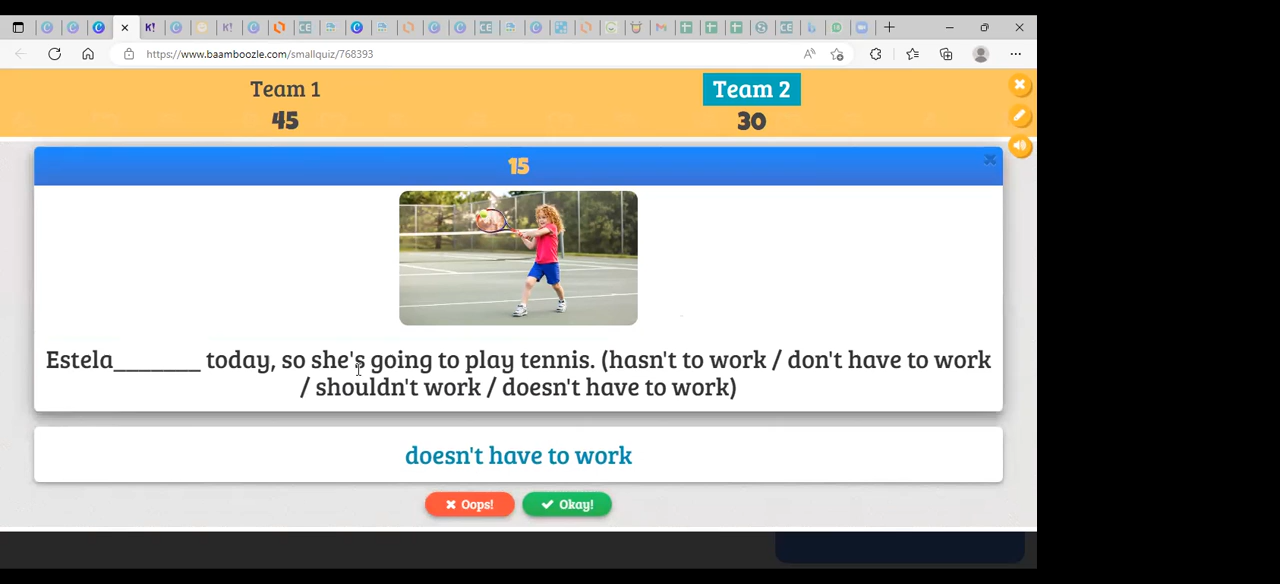 https://www.baamboozle.com/smallquiz/768393
Team 1
Team 2
45
30
15
Estela_______ today, so she's going to play tennis. (hasn't to work / don't have to work
/ shouldn't work / doesn't have to work)
doesn't have to work
Oops!
Okay!